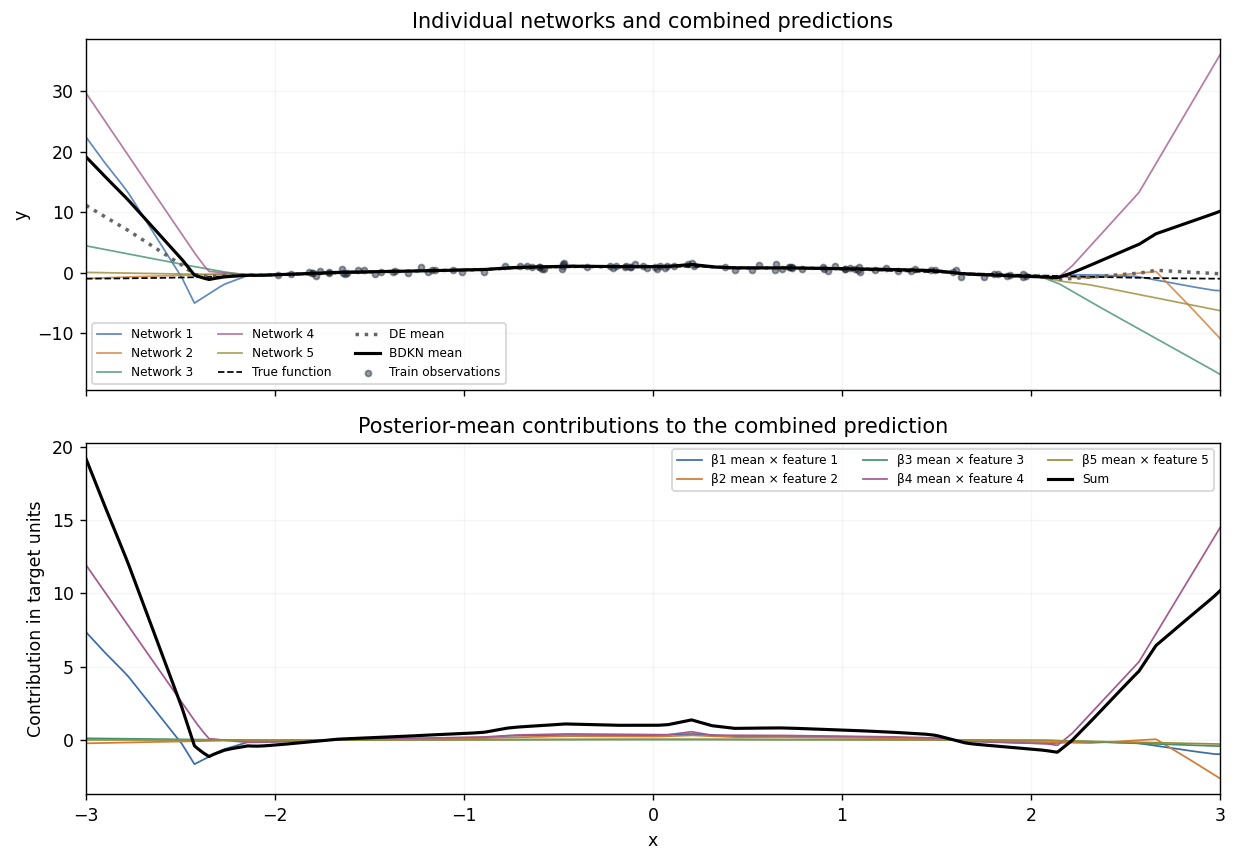 Individual networks and combined predictions
30
20
10
0
−10
y
Network 1 Network 4 DE mean
Network 2 Network 5 BDKN mean
Network 3 True function Train observations
Posterior-mean contributions to the combined prediction
20
15
10
5
0
Contribution in target units
β1 mean × feature 1 β3 mean × feature 3 β5 mean × feature 5
β2 mean × feature 2 β4 mean × feature 4 Sum
−3 −2 −1 0 1 2 3
x